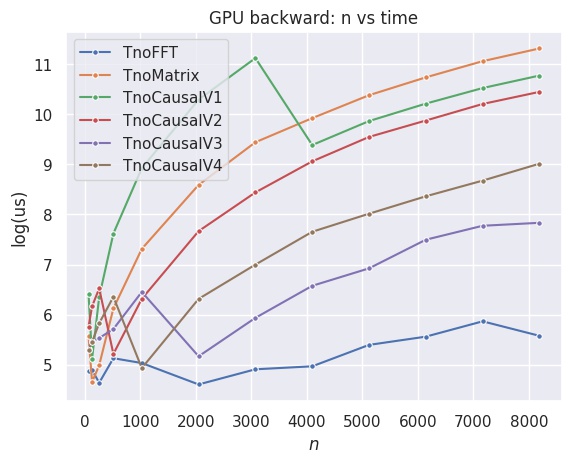 GPU backward: n vs time
TnoFFT
TnoMatrix
TnoCausalV1
TnoCausalV2
TnoCausalV3
TnoCausalV4
log(us)
11
10
9
8
7
6
5
0 1000 2000 3000 4000 5000 6000 7000 8000
n